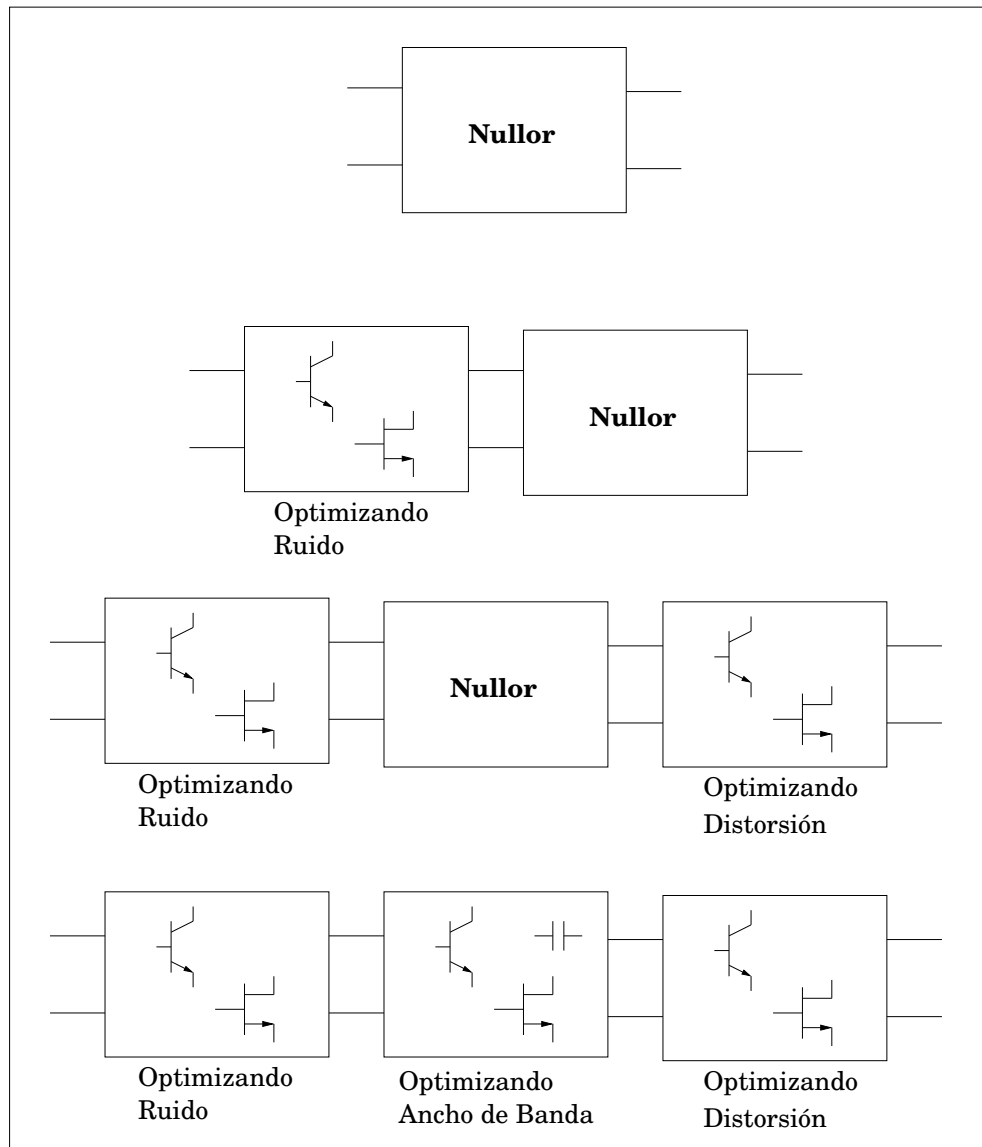 Nullor
Nullor
Optimizando
Ruido
Nullor
Optimizando
Ruido
Optimizando
Distorsión
Optimizando
Ruido
Optimizando
Ancho de Banda
Optimizando
Distorsión